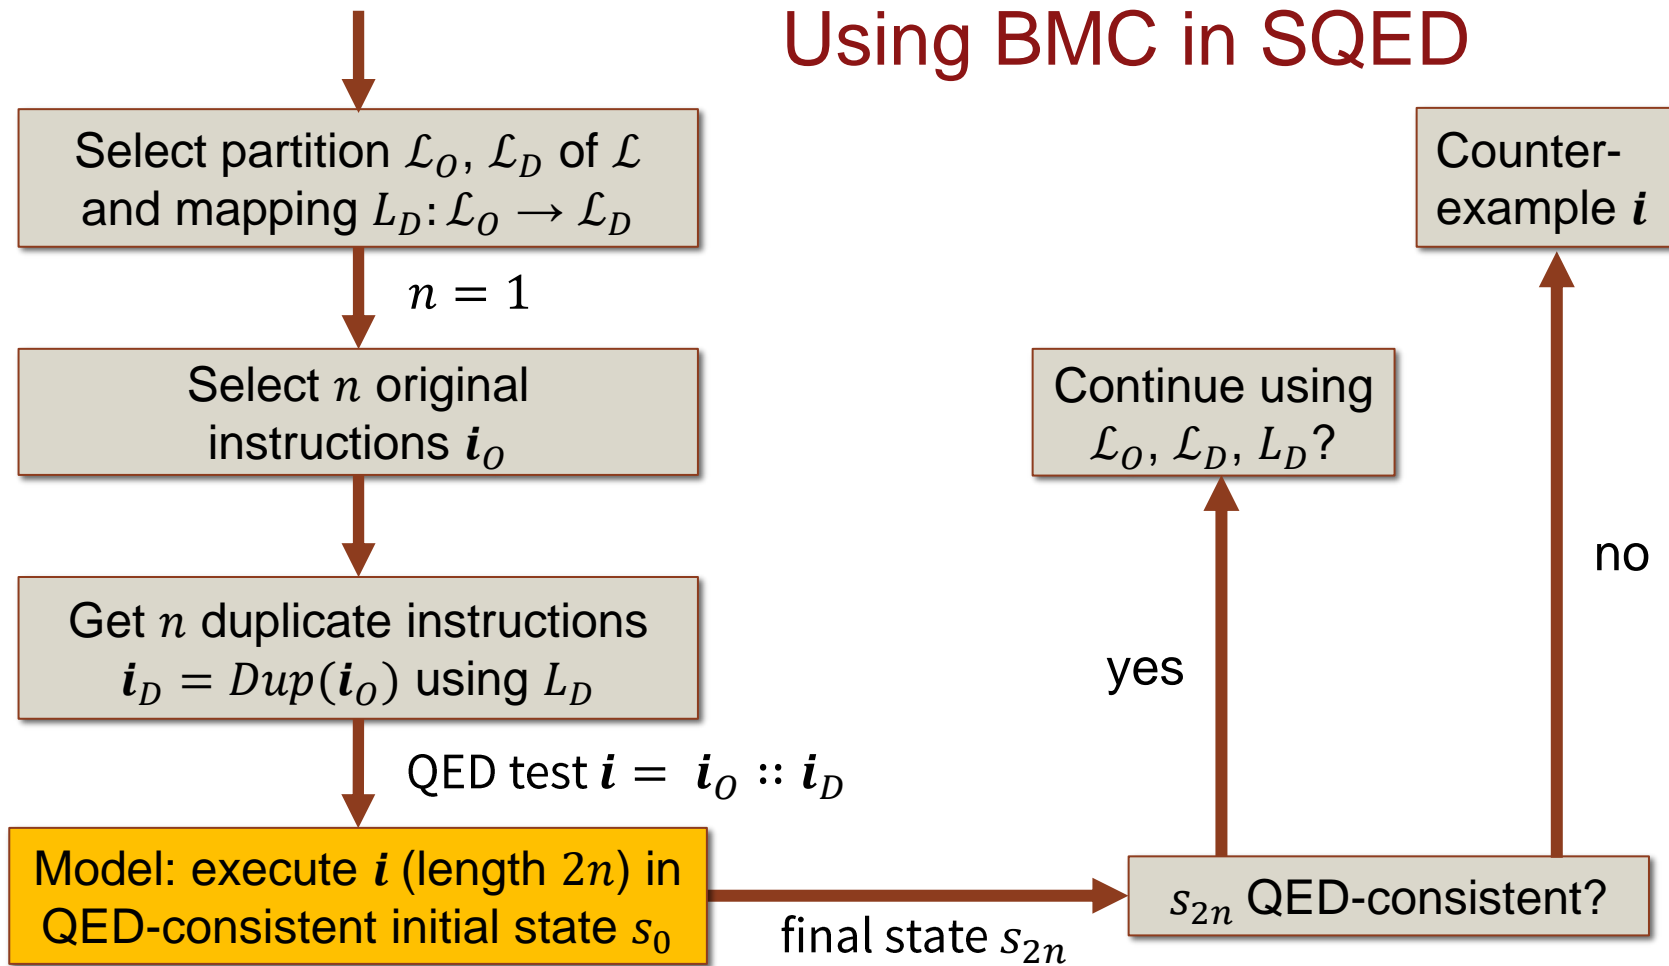 Using BMC in SQED
Select partition ℒ_O, ℒ_D of ℒ
and mapping L_D: ℒ_O → ℒ_D
n = 1
Select n original
instructions i_O
Get n duplicate instructions
i_D = Dup(i_O) using L_D
QED test i = i_O :: i_D
Model: execute i (length 2n) in
QED-consistent initial state s_0
final state s_2n
s_2n QED-consistent?
yes
Continue using
ℒ_O, ℒ_D, L_D?
no
Counter-
example i